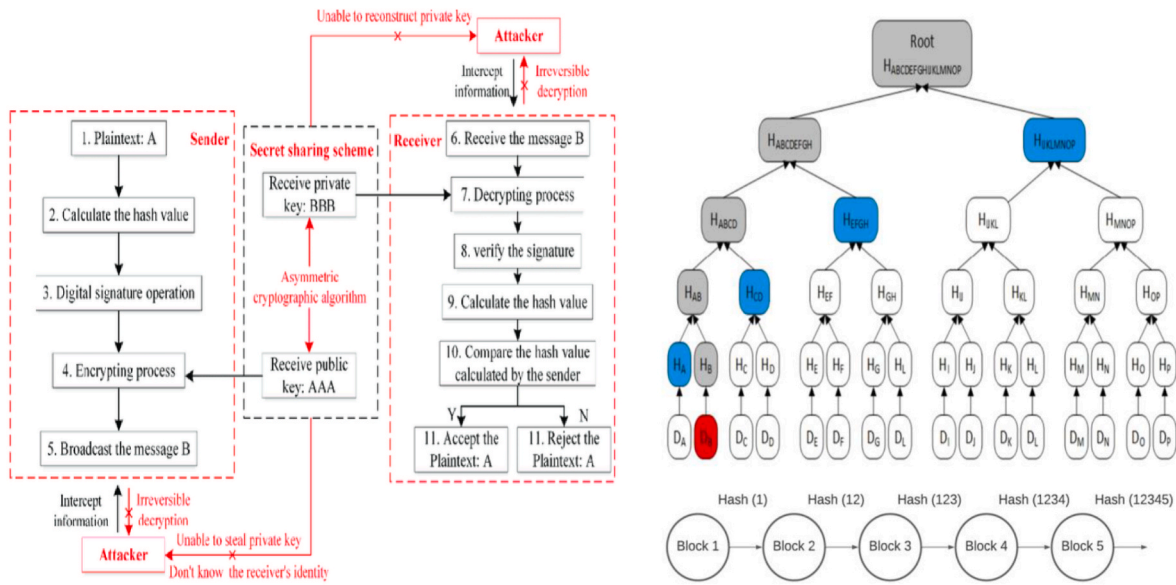 Unable to reconstruct private key
Attacker
Intercept
information
Irreversible
decryption
Sender
1. Plaintext: A
2. Calculate the hash value
3. Digital signature operation
4. Encrypting process
5. Broadcast the message B
Secret sharing scheme
Receive private
key: BBB
Asymmetric
cryptographic algorithm
Receive public
key: AAA
Receiver
6. Receive the message B
7. Decrypting process
8. verify the signature
9. Calculate the hash value
10. Compare the hash value
calculated by the sender
Y
N
11. Accept the
Plaintext: A
11. Reject the
Plaintext: A
Intercept
information
Irreversible
decryption
Attacker
Unable to steal private key
Don't know the receiver's identity
Root
HABCDEFGHIJKLMNOP
HABCDEFGH
HIJKLMNOP
HABCD
HEFGH
HIJKL
HMNOP
HAB
HCD
HEF
HGH
HIJ
HKL
HMN
HOP
HA
HB
HC
HD
HE
HF
HG
HL
HI
HJ
HK
HL
HM
HN
HO
HP
DA
DB
DC
DD
DE
DF
DG
DL
DI
DJ
DK
DL
DM
DN
DO
DP
Hash (1)
Hash (12)
Hash (123)
Hash (1234)
Hash (12345)
Block 1
Block 2
Block 3
Block 4
Block 5